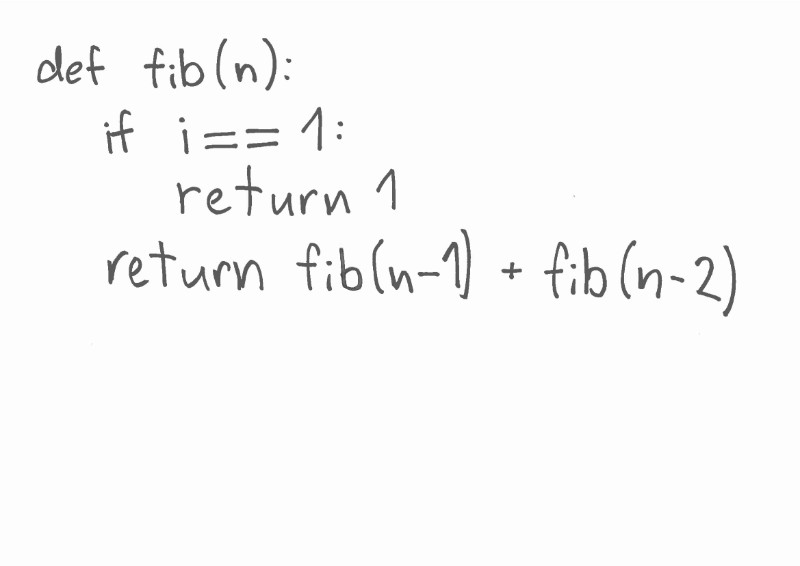 def fib(n):
if i == 1:
return 1
return fib(n-1) + fib(n-2)